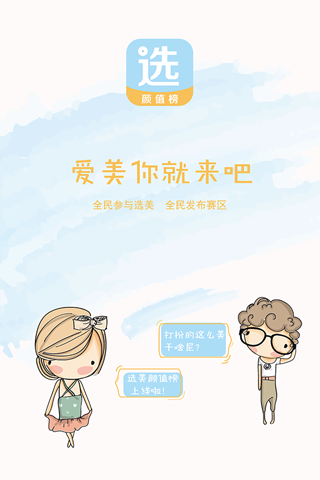 选
颜值榜
爱美你就来吧
全民参与选美 全民发布赛区
打扮的这么美
干啥呢？
选美颜值榜
上线啦！